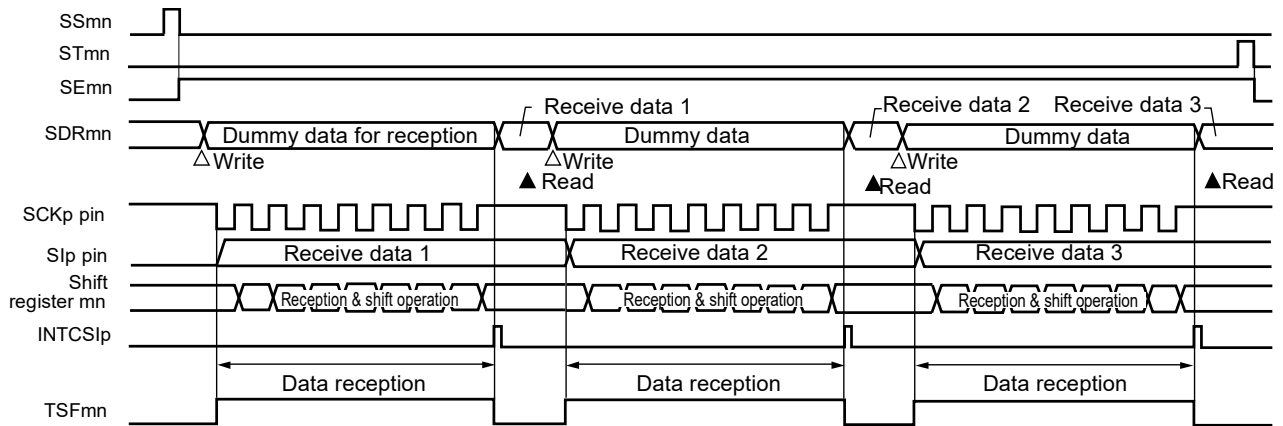 SSmn
STmn
SEmn
Receive data 1
Receive data 2
Receive data 3
SDRmn
Dummy data for reception
Dummy data
Dummy data
△Write
△Write
△Write
▲ Read
▲Read
▲Read
SCKp pin
SIp pin
Receive data 1
Receive data 2
Receive data 3
Shift
register mn
Reception & shift operation
Reception & shift operation
Reception & shift operation
INTCSIp
Data reception
Data reception
Data reception
TSFmn